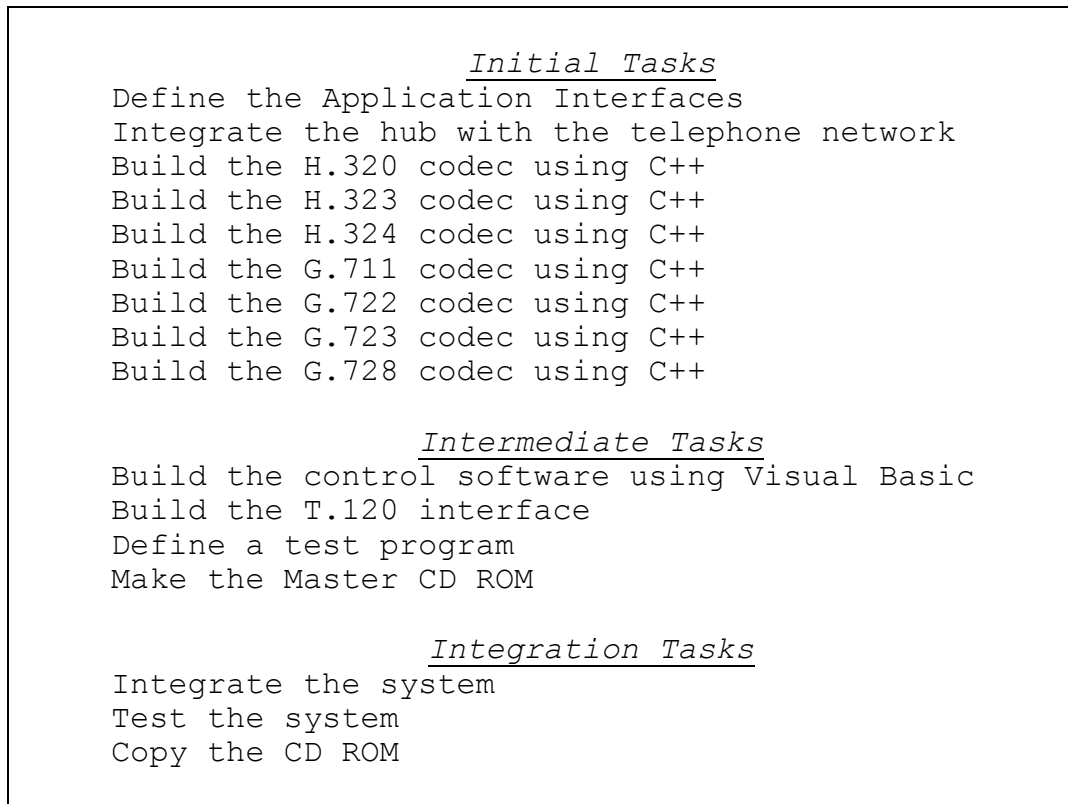 Initial Tasks
Define the Application Interfaces
Integrate the hub with the telephone network
Build the H.320 codec using C++
Build the H.323 codec using C++
Build the H.324 codec using C++
Build the G.711 codec using C++
Build the G.722 codec using C++
Build the G.723 codec using C++
Build the G.728 codec using C++
Intermediate Tasks
Build the control software using Visual Basic
Build the T.120 interface
Define a test program
Make the Master CD ROM
Integration Tasks
Integrate the system
Test the system
Copy the CD ROM